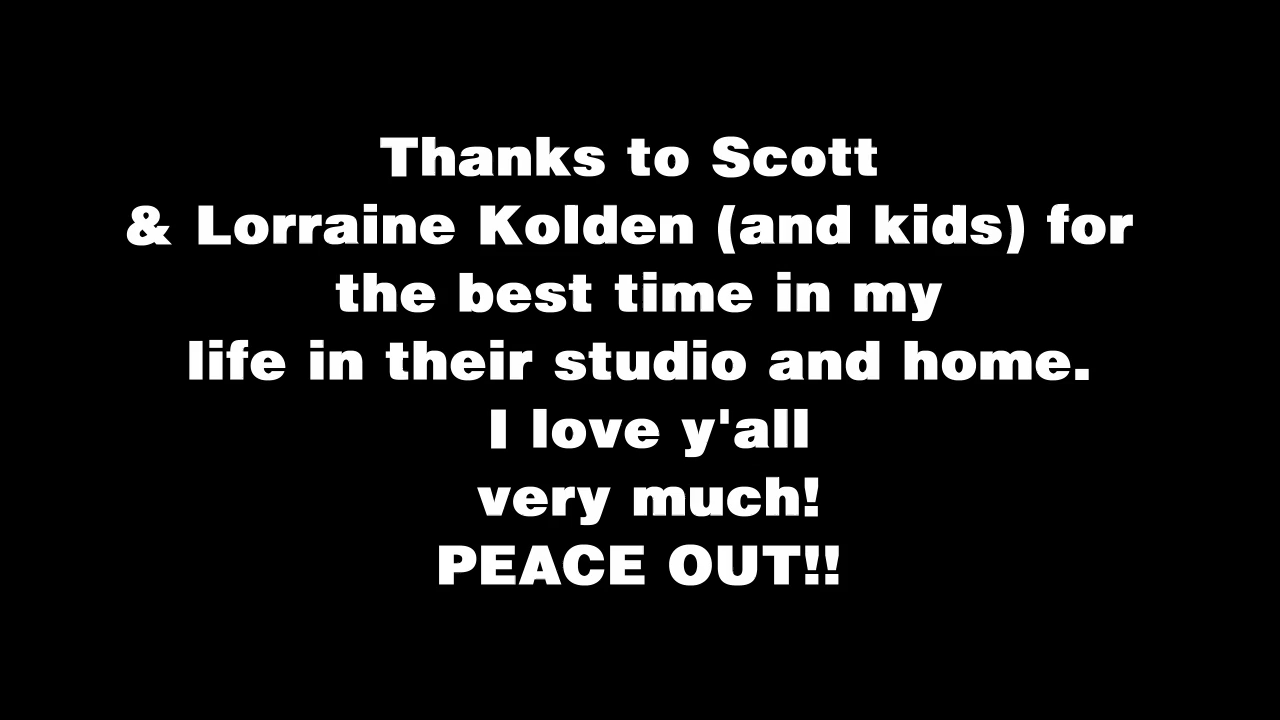 Thanks to Scott
& Lorraine Kolden (and kids) for
the best time in my
life in their studio and home.
I love y'all
very much!
PEACE OUT!!